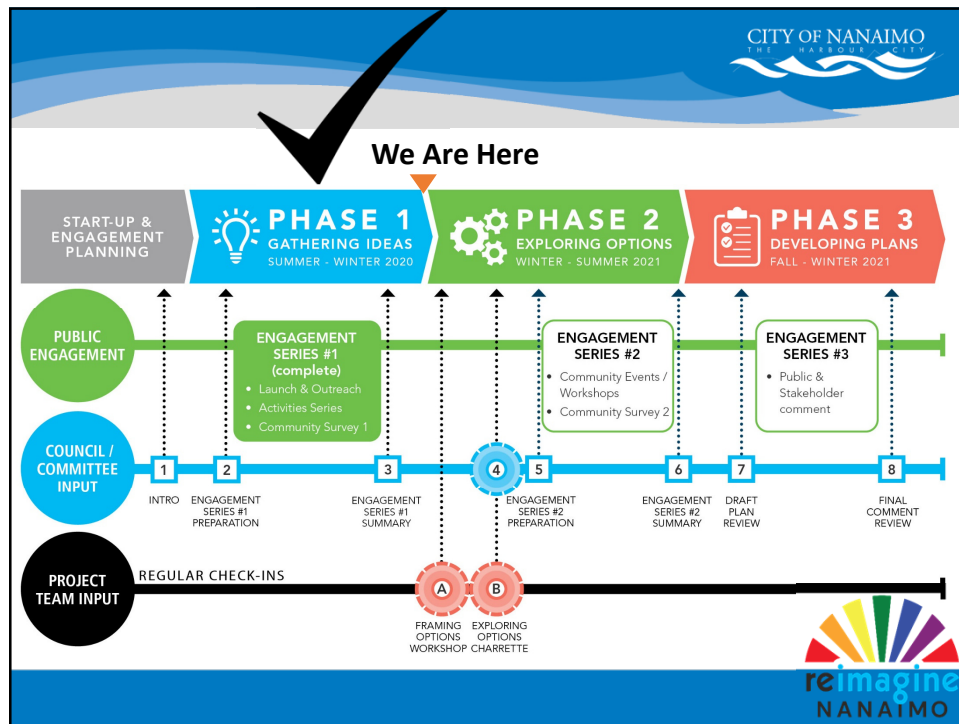 CITY OF NANAIMO
THE HARBOUR CITY
We Are Here
START-UP &
ENGAGEMENT
PLANNING
PHASE 1
GATHERING IDEAS
SUMMER - WINTER 2020
PHASE 2
EXPLORING OPTIONS
WINTER - SUMMER 2021
PHASE 3
DEVELOPING PLANS
FALL - WINTER 2021
PUBLIC
ENGAGEMENT
ENGAGEMENT
SERIES #1
(complete)
• Launch & Outreach
• Activities Series
• Community Survey 1
ENGAGEMENT
SERIES #2
• Community Events /
Workshops
• Community Survey 2
ENGAGEMENT
SERIES #3
• Public &
Stakeholder
comment
COUNCIL /
COMMITTEE
INPUT
1
INTRO
2
ENGAGEMENT
SERIES #1
PREPARATION
3
ENGAGEMENT
SERIES #1
SUMMARY
4
5
ENGAGEMENT
SERIES #2
PREPARATION
6
ENGAGEMENT
SERIES #2
SUMMARY
7
DRAFT
PLAN
REVIEW
8
FINAL
COMMENT
REVIEW
PROJECT
TEAM INPUT
REGULAR CHECK-INS
A
FRAMING
OPTIONS
WORKSHOP
B
EXPLORING
OPTIONS
CHARRETTE
reimagine
NANAIMO